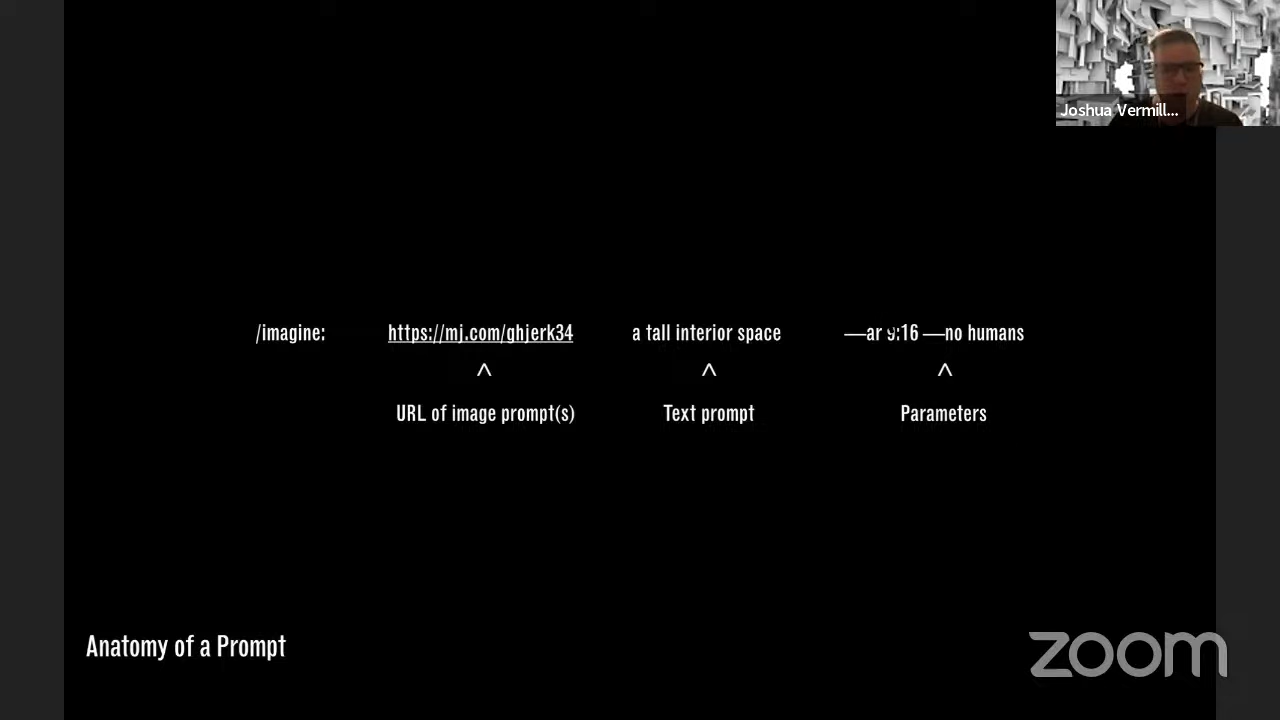 Joshua Vermill...
/imagine: https://mj.com/ghjerk34 a tall interior space —ar 9:16 —no humans
^ ^ ^
URL of image prompt(s) Text prompt Parameters
Anatomy of a Prompt
zoom